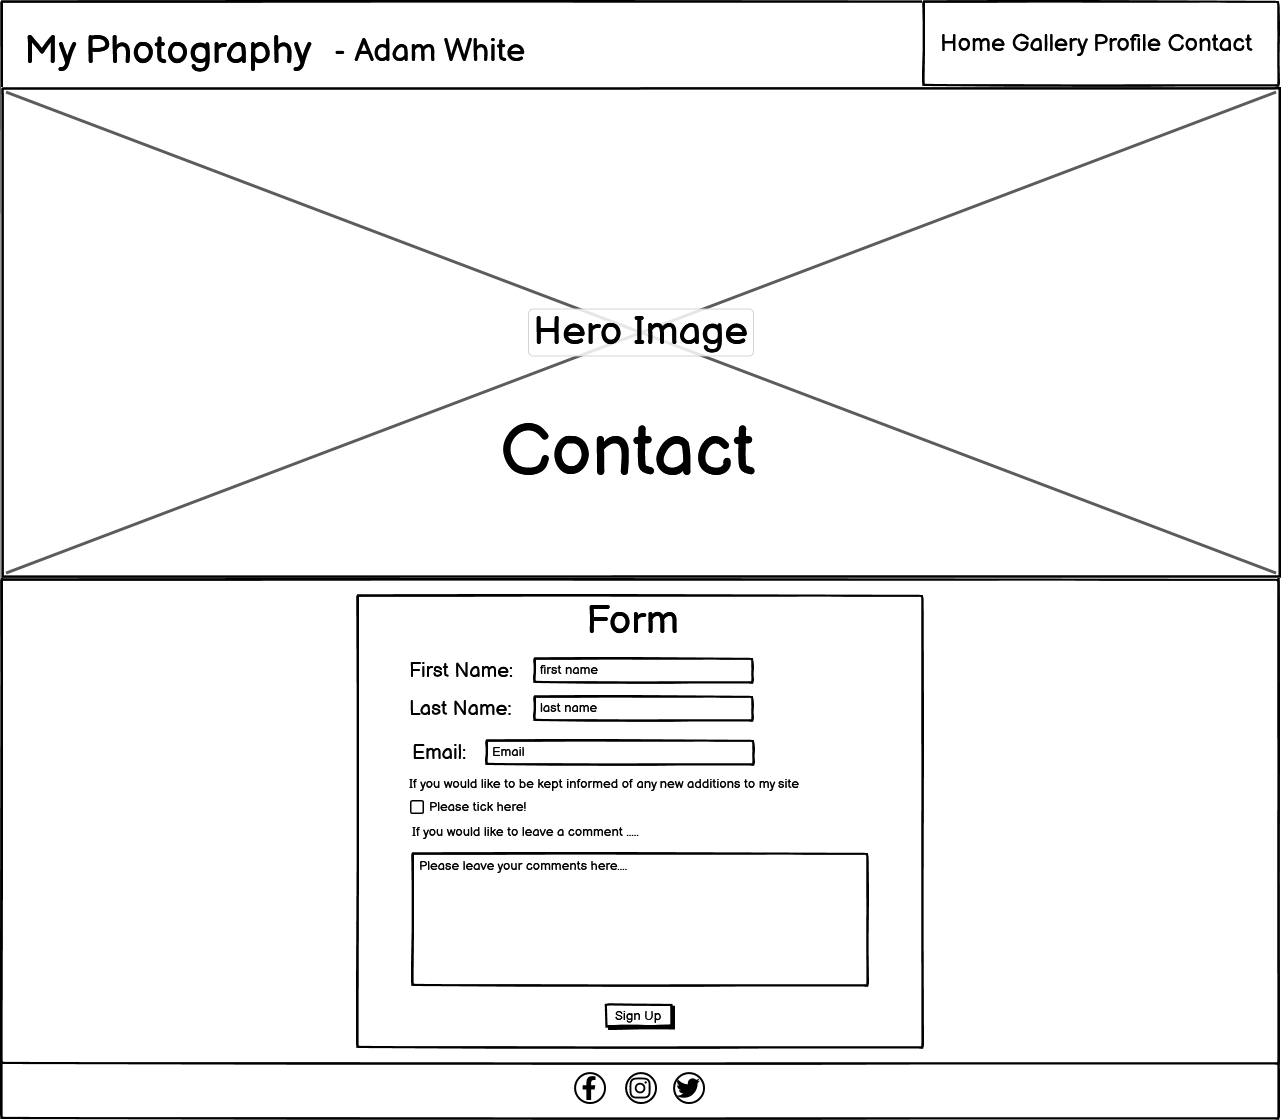 My Photography - Adam White
Home Gallery Profile Contact
Hero Image
Contact
Form
First Name: first name
Last Name: last name
Email: Email
If you would like to be kept informed of any new additions to my site
Please tick here!
If you would like to leave a comment .....
Please leave your comments here....
Sign Up